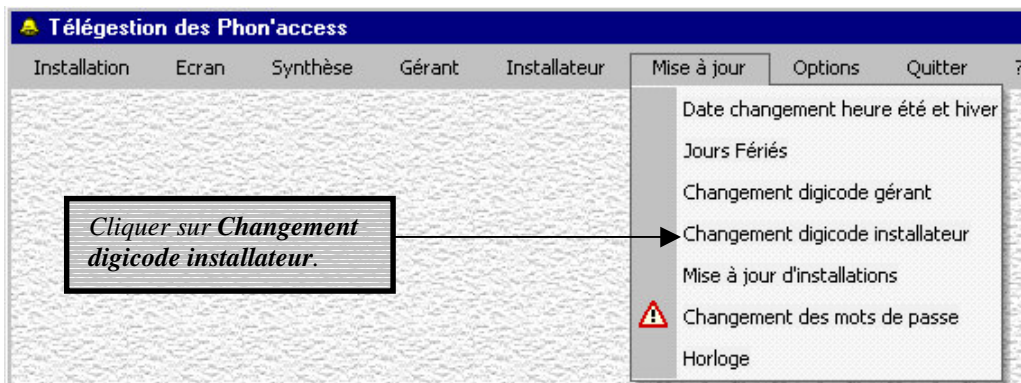 Télégestion des Phon'access
Installation Ecran Synthèse Gérant Installateur Mise à jour Options Quitter ?
Date changement heure été et hiver
Jours Fériés
Changement digicode gérant
Cliquer sur Changement
digicode installateur.
Changement digicode installateur
Mise à jour d'installations
Changement des mots de passe
Horloge